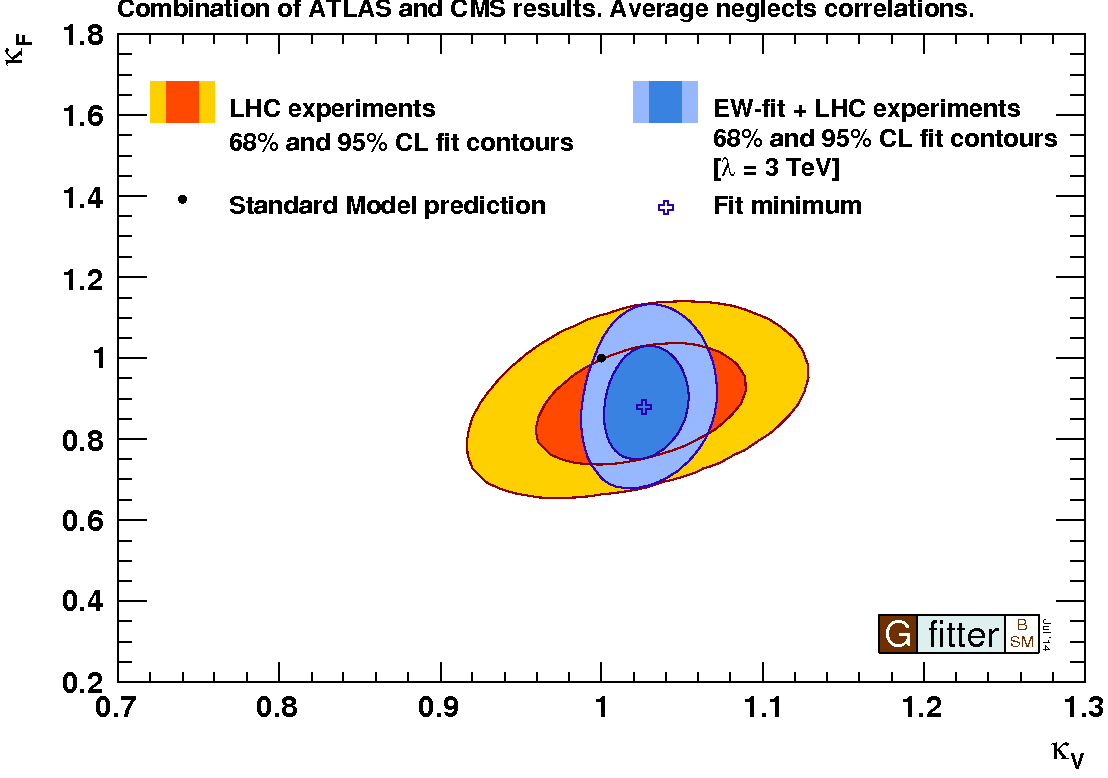 Combination of ATLAS and CMS results. Average neglects correlations.
κF
1.8
1.6
1.4
1.2
1
0.8
0.6
0.4
0.2
LHC experiments
68% and 95% CL fit contours
Standard Model prediction
EW-fit + LHC experiments
68% and 95% CL fit contours
[λ = 3 TeV]
Fit minimum
G fitter
B
SM
Jul '14
0.7 0.8 0.9 1 1.1 1.2 1.3
κV